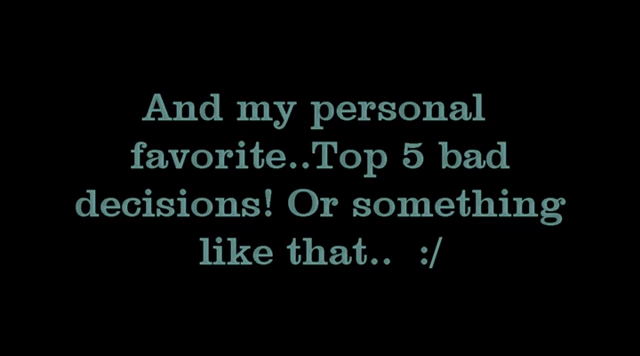 And my personal
favorite..Top 5 bad
decisions! Or something
like that..  :/